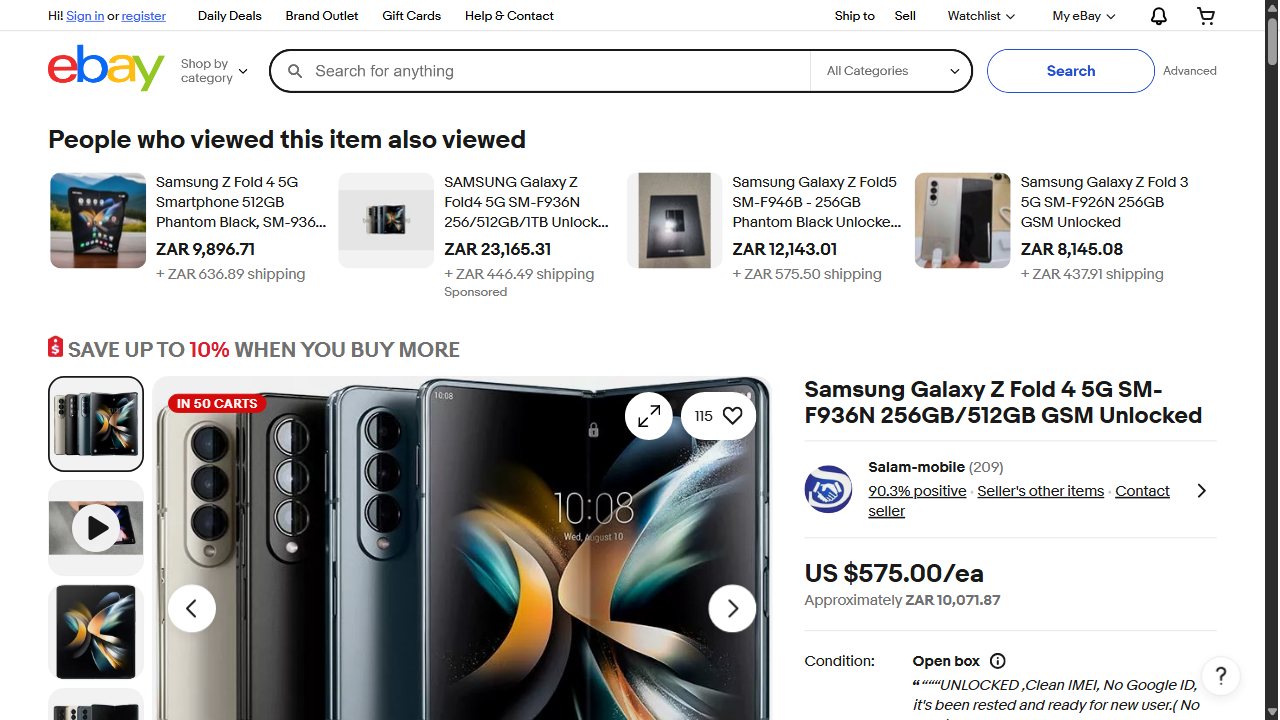 Hi! Sign in or register
Daily Deals
Brand Outlet
Gift Cards
Help & Contact
Ship to
Sell
Watchlist
My eBay
ebay
Shop by
category
Search for anything
All Categories
Search
Advanced
People who viewed this item also viewed
Samsung Z Fold 4 5G
Smartphone 512GB
Phantom Black, SM-936...
ZAR 9,896.71
+ ZAR 636.89 shipping
SAMSUNG Galaxy Z
Fold4 5G SM-F936N
256/512GB/1TB Unlock...
ZAR 23,165.31
+ ZAR 446.49 shipping
Sponsored
Samsung Galaxy Z Fold5
SM-F946B - 256GB
Phantom Black Unlocke...
ZAR 12,143.01
+ ZAR 575.50 shipping
Samsung Galaxy Z Fold 3
5G SM-F926N 256GB
GSM Unlocked
ZAR 8,145.08
+ ZAR 437.91 shipping
SAVE UP TO 10% WHEN YOU BUY MORE
IN 50 CARTS
115
10:08
10:08
Wed, August 10
Samsung Galaxy Z Fold 4 5G SM-
F936N 256GB/512GB GSM Unlocked
Salam-mobile (209)
90.3% positive · Seller's other items · Contact
seller
US $575.00/ea
Approximately ZAR 10,071.87
Condition:
Open box
“““““UNLOCKED ,Clean IMEI, No Google ID,
it's been rested and ready for new user.( No
?